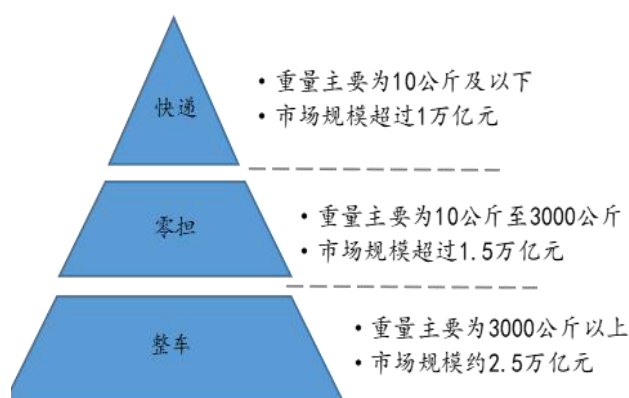 快递
• 重量主要为10公斤及以下
• 市场规模超过1万亿元
零担
• 重量主要为10公斤至3000公斤
• 市场规模超过1.5万亿元
整车
• 重量主要为3000公斤以上
• 市场规模约2.5万亿元